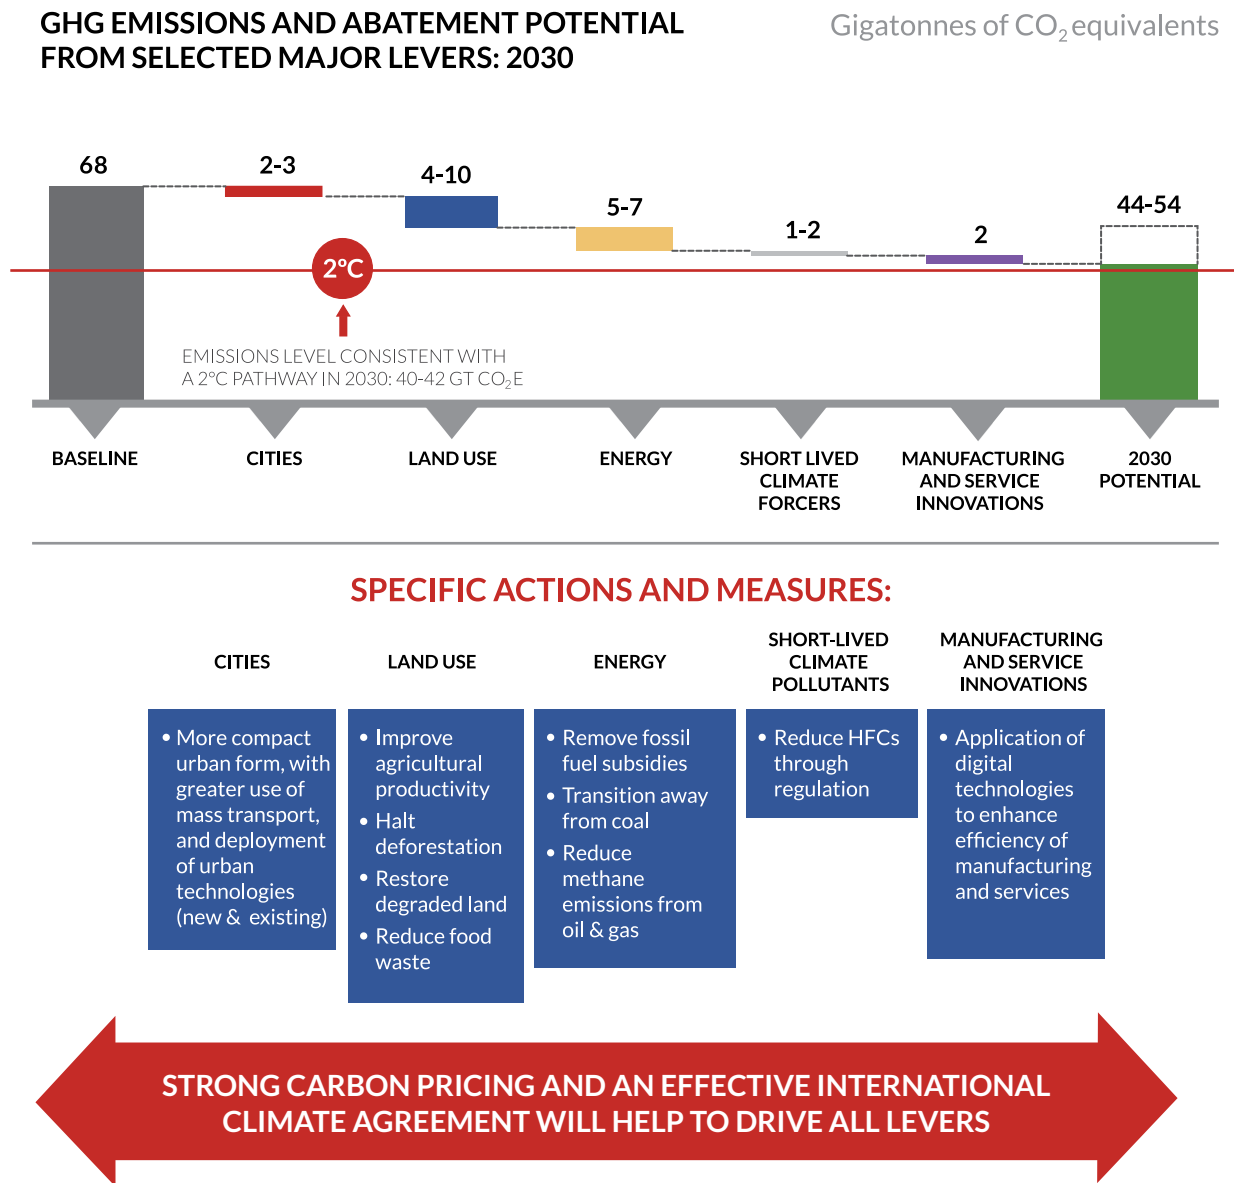 GHG EMISSIONS AND ABATEMENT POTENTIAL
FROM SELECTED MAJOR LEVERS: 2030
Gigatonnes of CO₂ equivalents
68
2-3
4-10
5-7
1-2
2
44-54
2ºC
EMISSIONS LEVEL CONSISTENT WITH
A 2ºC PATHWAY IN 2030: 40-42 GT CO₂E
BASELINE
CITIES
LAND USE
ENERGY
SHORT LIVED
CLIMATE
FORCERS
MANUFACTURING
AND SERVICE
INNOVATIONS
2030
POTENTIAL
SPECIFIC ACTIONS AND MEASURES:
CITIES
• More compact
urban form, with
greater use of
mass transport,
and deployment
of urban
technologies
(new & existing)
LAND USE
• Improve
agricultural
productivity
• Halt
deforestation
• Restore
degraded land
• Reduce food
waste
ENERGY
• Remove fossil
fuel subsidies
• Transition away
from coal
• Reduce
methane
emissions from
oil & gas
SHORT-LIVED
CLIMATE
POLLUTANTS
• Reduce HFCs
through
regulation
MANUFACTURING
AND SERVICE
INNOVATIONS
• Application of
digital
technologies
to enhance
efficiency of
manufacturing
and services
STRONG CARBON PRICING AND AN EFFECTIVE INTERNATIONAL
CLIMATE AGREEMENT WILL HELP TO DRIVE ALL LEVERS